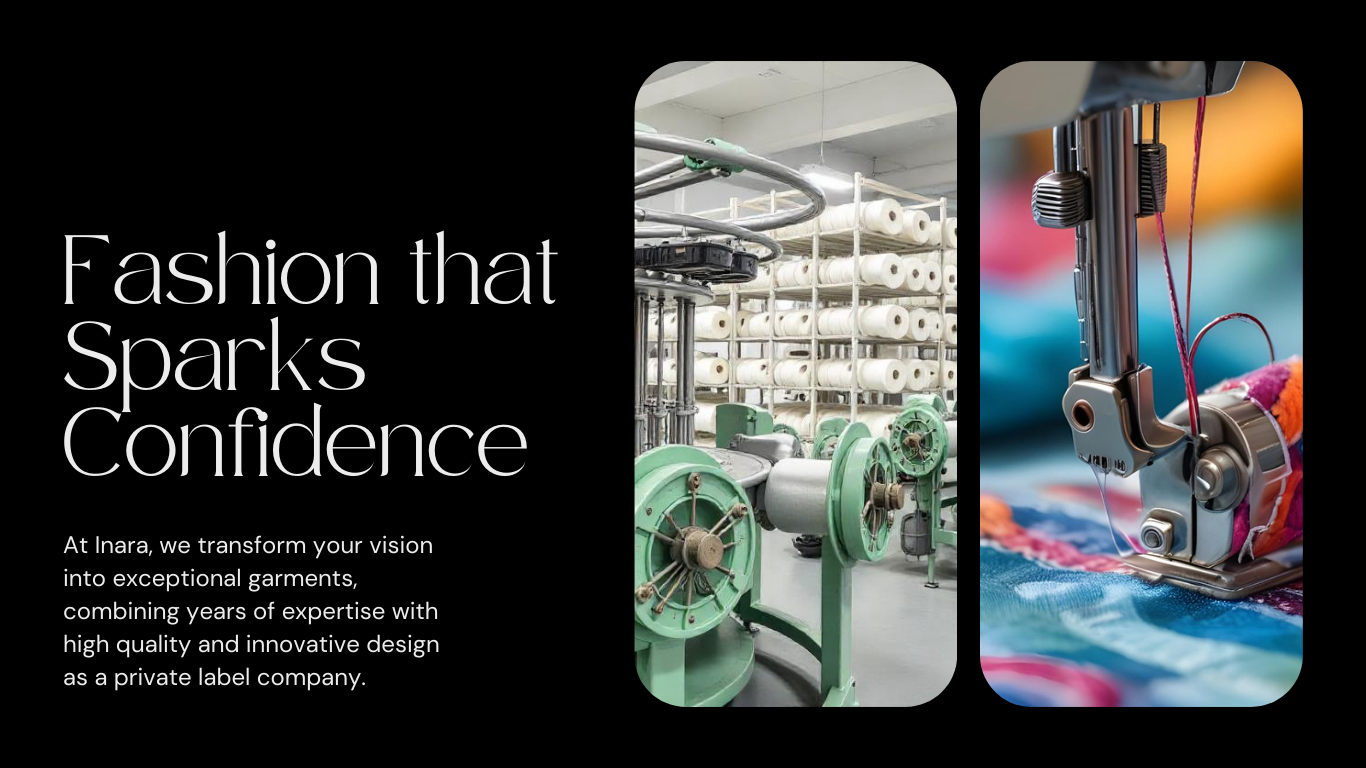 Fashion that
Sparks
Confidence
At Inara, we transform your vision
into exceptional garments,
combining years of expertise with
high quality and innovative design
as a private label company.